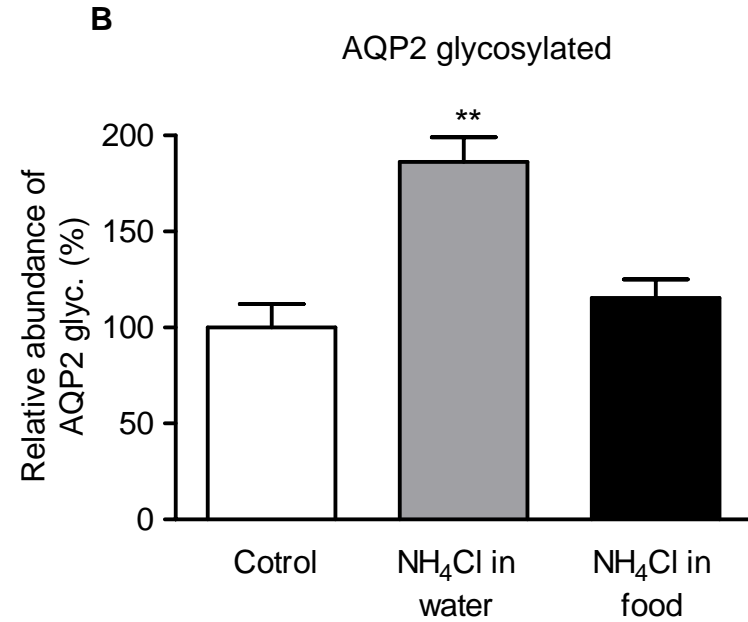 B
AQP2 glycosylated
**
Relative abundance of
AQP2 glyc. (%)
200
150
100
50
0
Cotrol
NH₄Cl in
water
NH₄Cl in
food